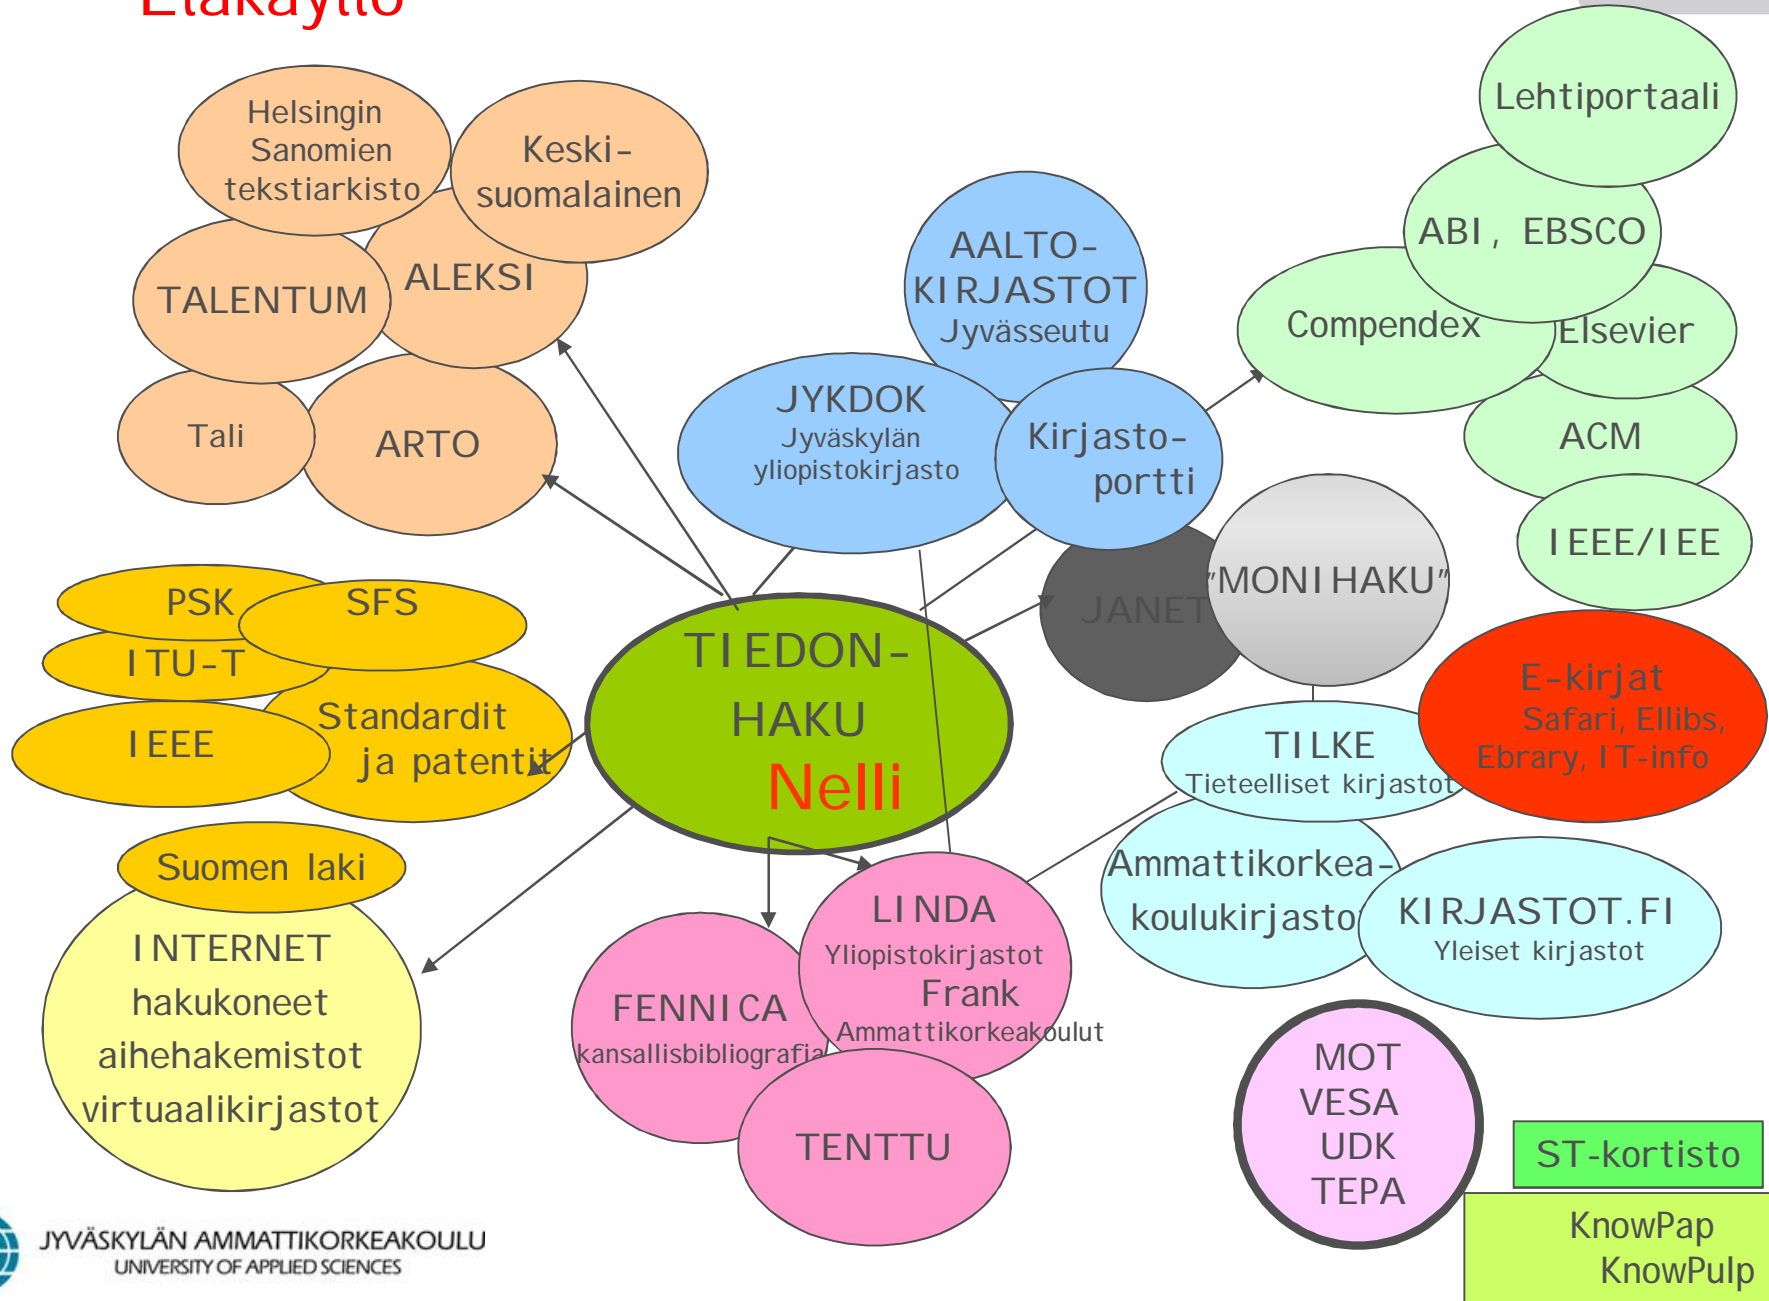 Etäkäyttö
Helsingin
Sanomien
tekstiarkisto
Keski-
suomalainen
TALENTUM
ALEKSI
Tali
ARTO
AALTO-
KIRJASTOT
Jyvässeutu
JYKDOK
Jyväskylän
yliopistokirjasto
Kirjasto-
portti
Lehtiportaali
ABI, EBSCO
Compendex
Elsevier
ACM
IEEE/IEE
JANET
"MONIHAKU"
PSK
SFS
ITU-T
IEEE
Standardit
ja patentit
TIEDON-
HAKU
Nelli
E-kirjat
Safari, Ellibs,
Ebrary, IT-info
TILKE
Tieteelliset kirjastot
Ammattikorkea-
koulukirjasto
KIRJASTOT.FI
Yleiset kirjastot
Suomen laki
INTERNET
hakukoneet
aihehakemistot
virtuaalikirjastot
LINDA
Yliopistokirjastot
Frank
Ammattikorkeakoulut
FENNICA
kansallisbibliografia
TENTTU
MOT
VESA
UDK
TEPA
ST-kortisto
KnowPap
KnowPulp
JYVÄSKYLÄN AMMATTIKORKEAKOULU
UNIVERSITY OF APPLIED SCIENCES